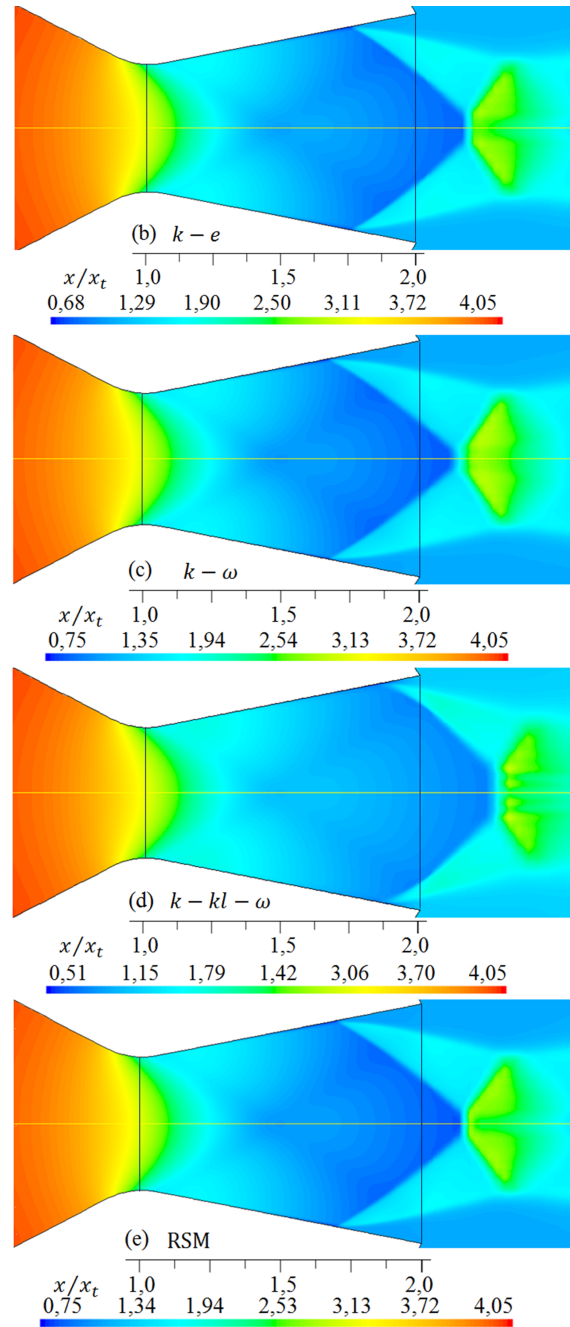 (b) k − e
1,0 1,5 2,0
x/x_t
0,68 1,29 1,90 2,50 3,11 3,72 4,05
(c) k − ω
1,0 1,5 2,0
x/x_t
0,75 1,35 1,94 2,54 3,13 3,72 4,05
(d) k − kl − ω
1,0 1,5 2,0
x/x_t
0,51 1,15 1,79 1,42 3,06 3,70 4,05
(e) RSM
1,0 1,5 2,0
x/x_t
0,75 1,34 1,94 2,53 3,13 3,72 4,05